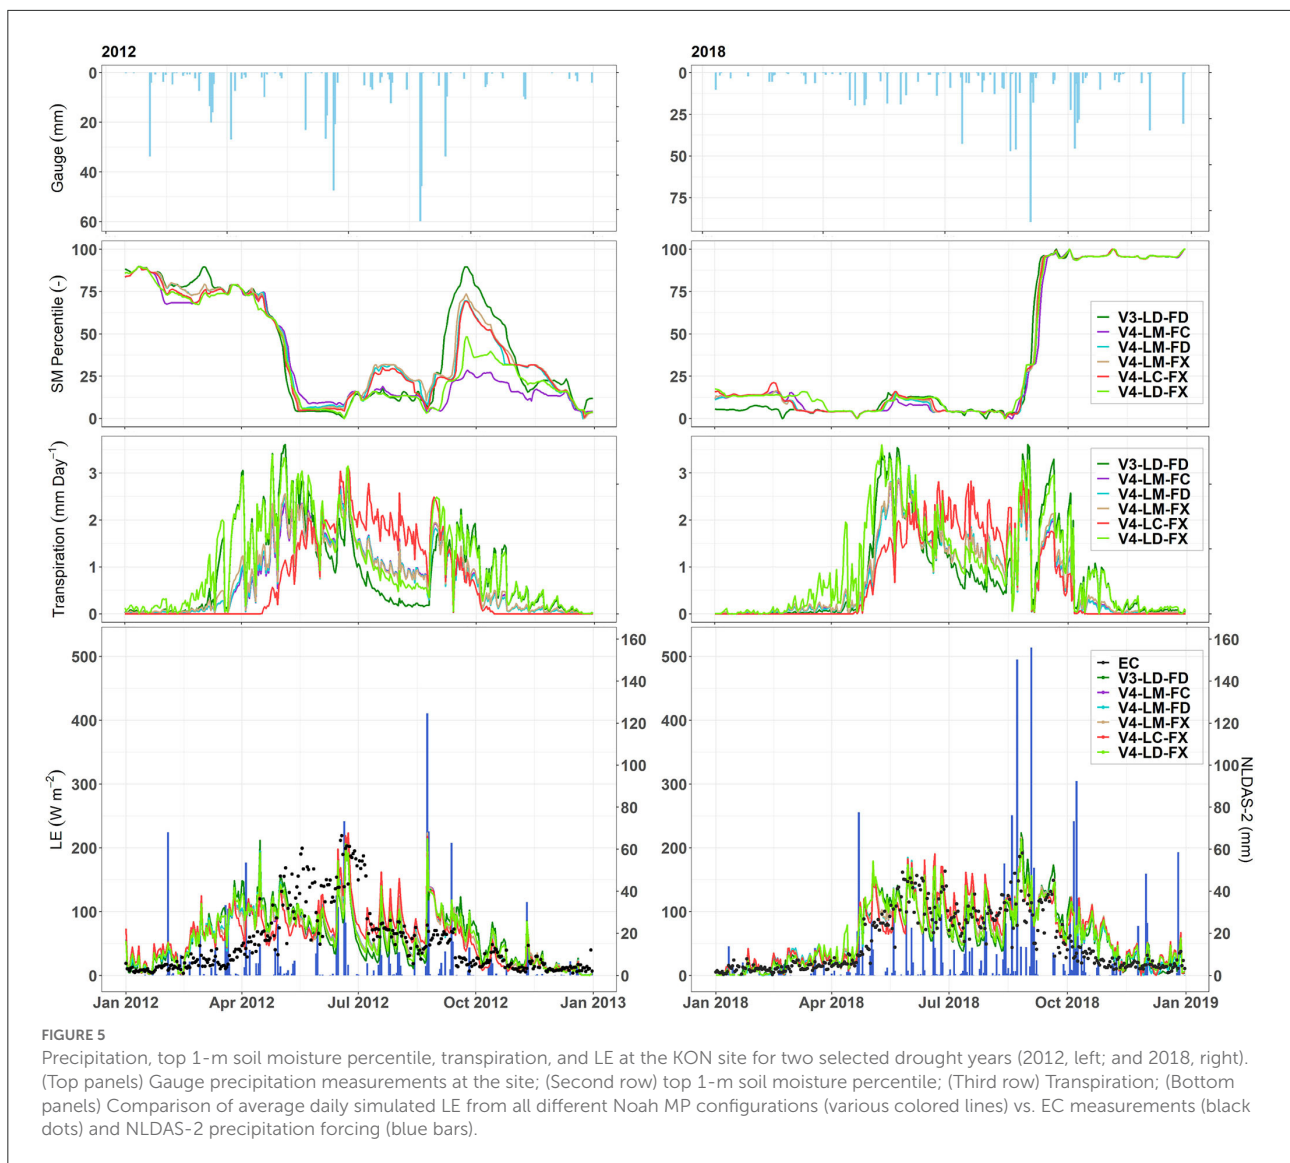 2012
2018
0
20
40
60
Gauge (mm)
0
25
50
75
100
75
50
25
0
SM Percentile (-)
100
75
50
25
0
V3-LD-FD
V4-LM-FC
V4-LM-FD
V4-LM-FX
V4-LC-FX
V4-LD-FX
3
2
1
0
Transpiration (mm Day⁻¹)
3
2
1
0
V3-LD-FD
V4-LM-FC
V4-LM-FD
V4-LM-FX
V4-LC-FX
V4-LD-FX
500
400
300
200
100
0
LE (W m⁻²)
160
140
120
100
80
60
40
20
0
500
400
300
200
100
0
EC
V3-LD-FD
V4-LM-FC
V4-LM-FD
V4-LM-FX
V4-LC-FX
V4-LD-FX
160
140
120
100
80
60
40
20
0
NLDAS-2 (mm)
Jan 2012 Apr 2012 Jul 2012 Oct 2012 Jan 2013
Jan 2018 Apr 2018 Jul 2018 Oct 2018 Jan 2019
FIGURE 5
Precipitation, top 1-m soil moisture percentile, transpiration, and LE at the KON site for two selected drought years (2012, left; and 2018, right).
(Top panels) Gauge precipitation measurements at the site; (Second row) top 1-m soil moisture percentile; (Third row) Transpiration; (Bottom
panels) Comparison of average daily simulated LE from all different Noah MP configurations (various colored lines) vs. EC measurements (black
dots) and NLDAS-2 precipitation forcing (blue bars).